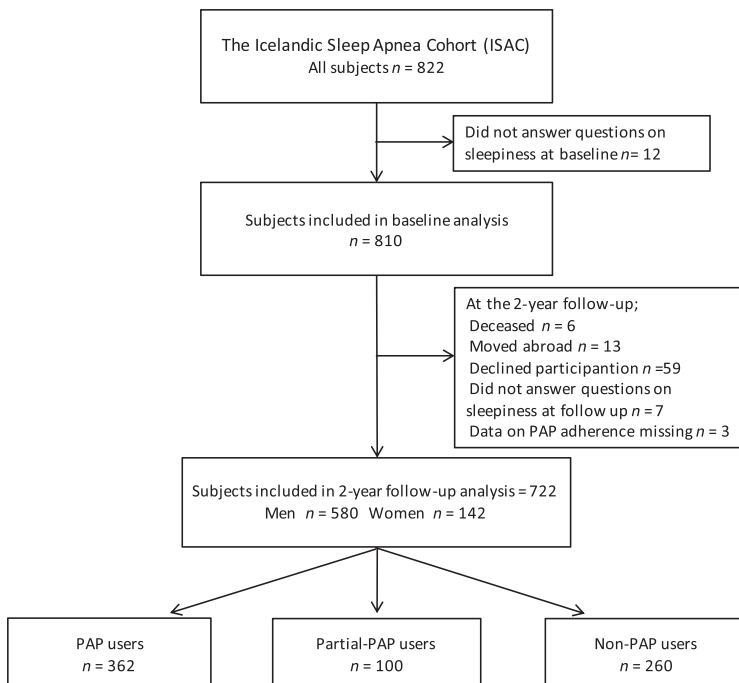 The Icelandic Sleep Apnea Cohort (ISAC)
All subjects n = 822
Did not answer questions on
sleepiness at baseline n= 12
Subjects included in baseline analysis
n = 810
At the 2-year follow-up;
Deceased n = 6
Moved abroad n = 13
Declined participantion n =59
Did not answer questions on
sleepiness at follow up n = 7
Data on PAP adherence missing n = 3
Subjects included in 2-year follow-up analysis = 722
Men n = 580 Women n = 142
PAP users
n = 362
Partial-PAP users
n = 100
Non-PAP users
n = 260